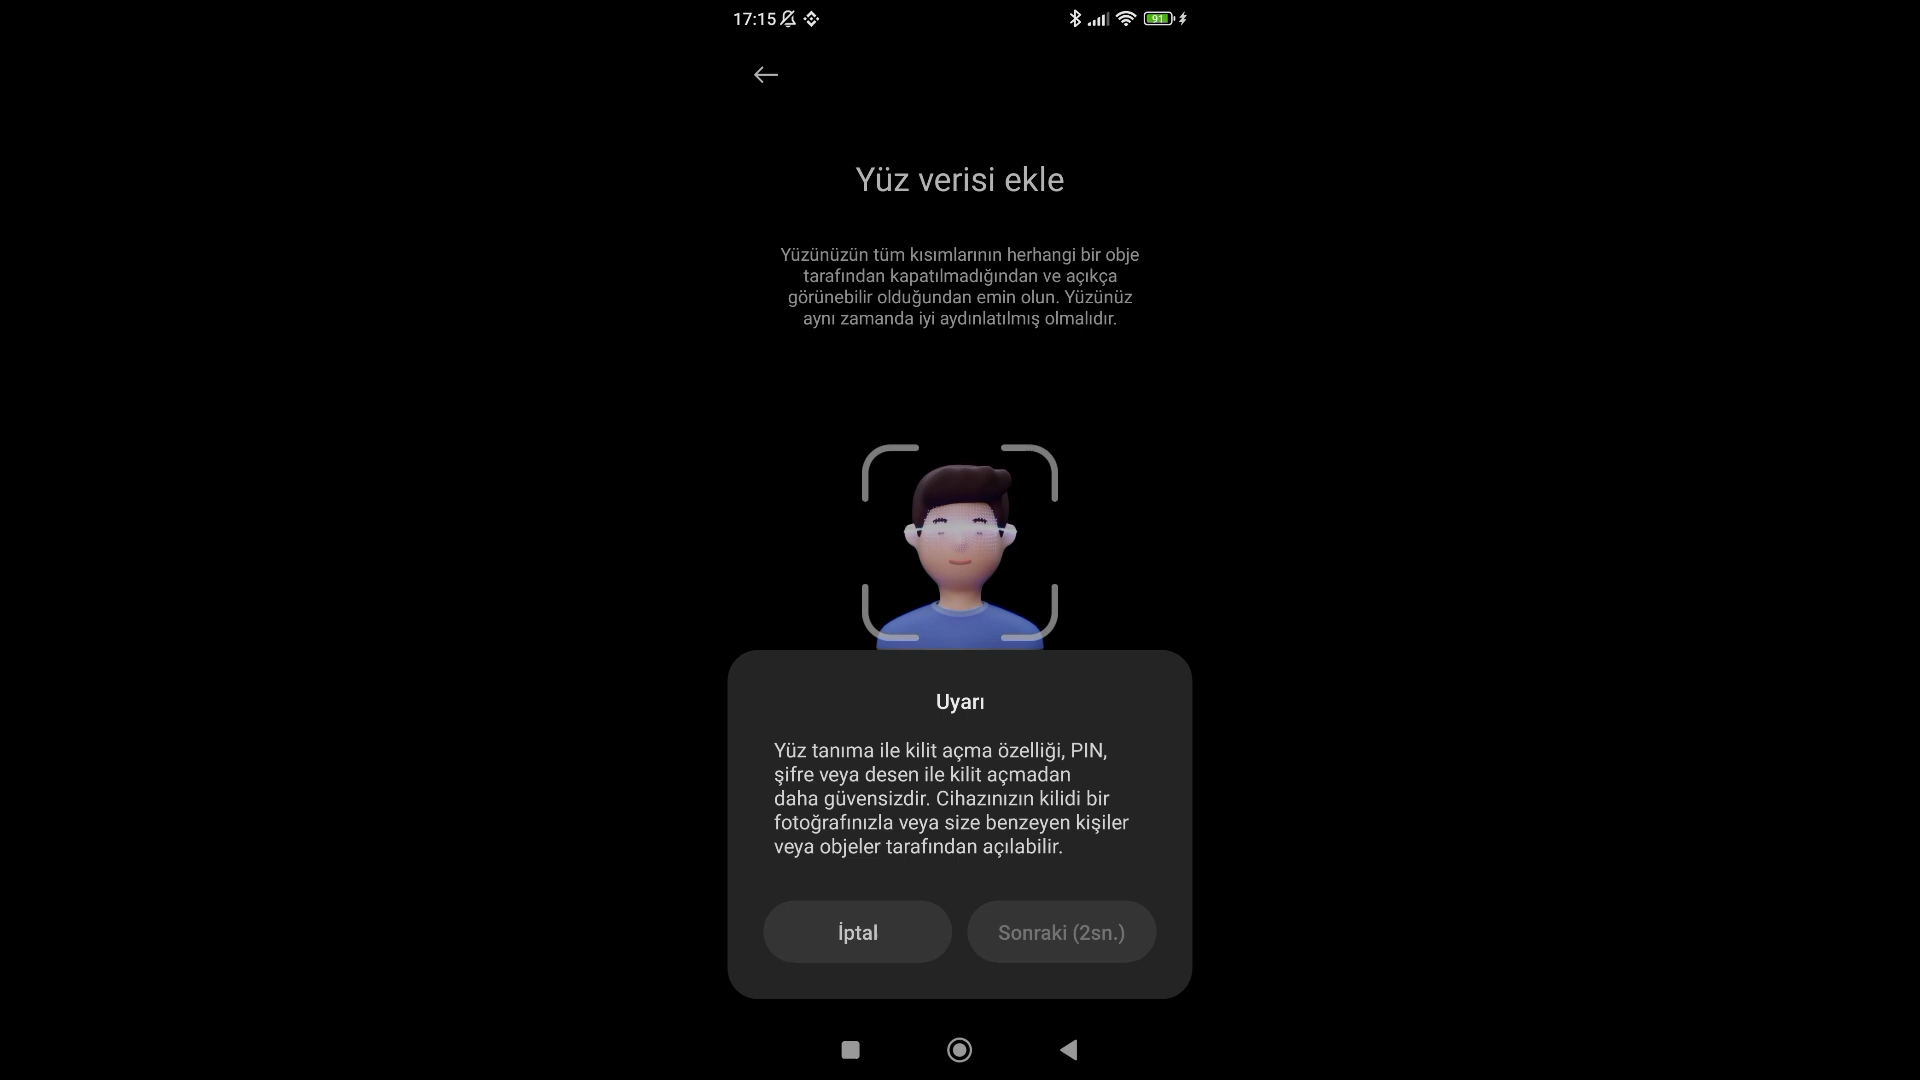 17:15
91
Yüz verisi ekle
Yüzünüzün tüm kısımlarının herhangi bir obje
tarafından kapatılmadığından ve açıkça
görünebilir olduğundan emin olun. Yüzünüz
aynı zamanda iyi aydınlatılmış olmalıdır.
Uyarı
Yüz tanıma ile kilit açma özelliği, PIN,
şifre veya desen ile kilit açmadan
daha güvensizdir. Cihazınızın kilidi bir
fotoğrafınızla veya size benzeyen kişiler
veya objeler tarafından açılabilir.
İptal
Sonraki (2sn.)